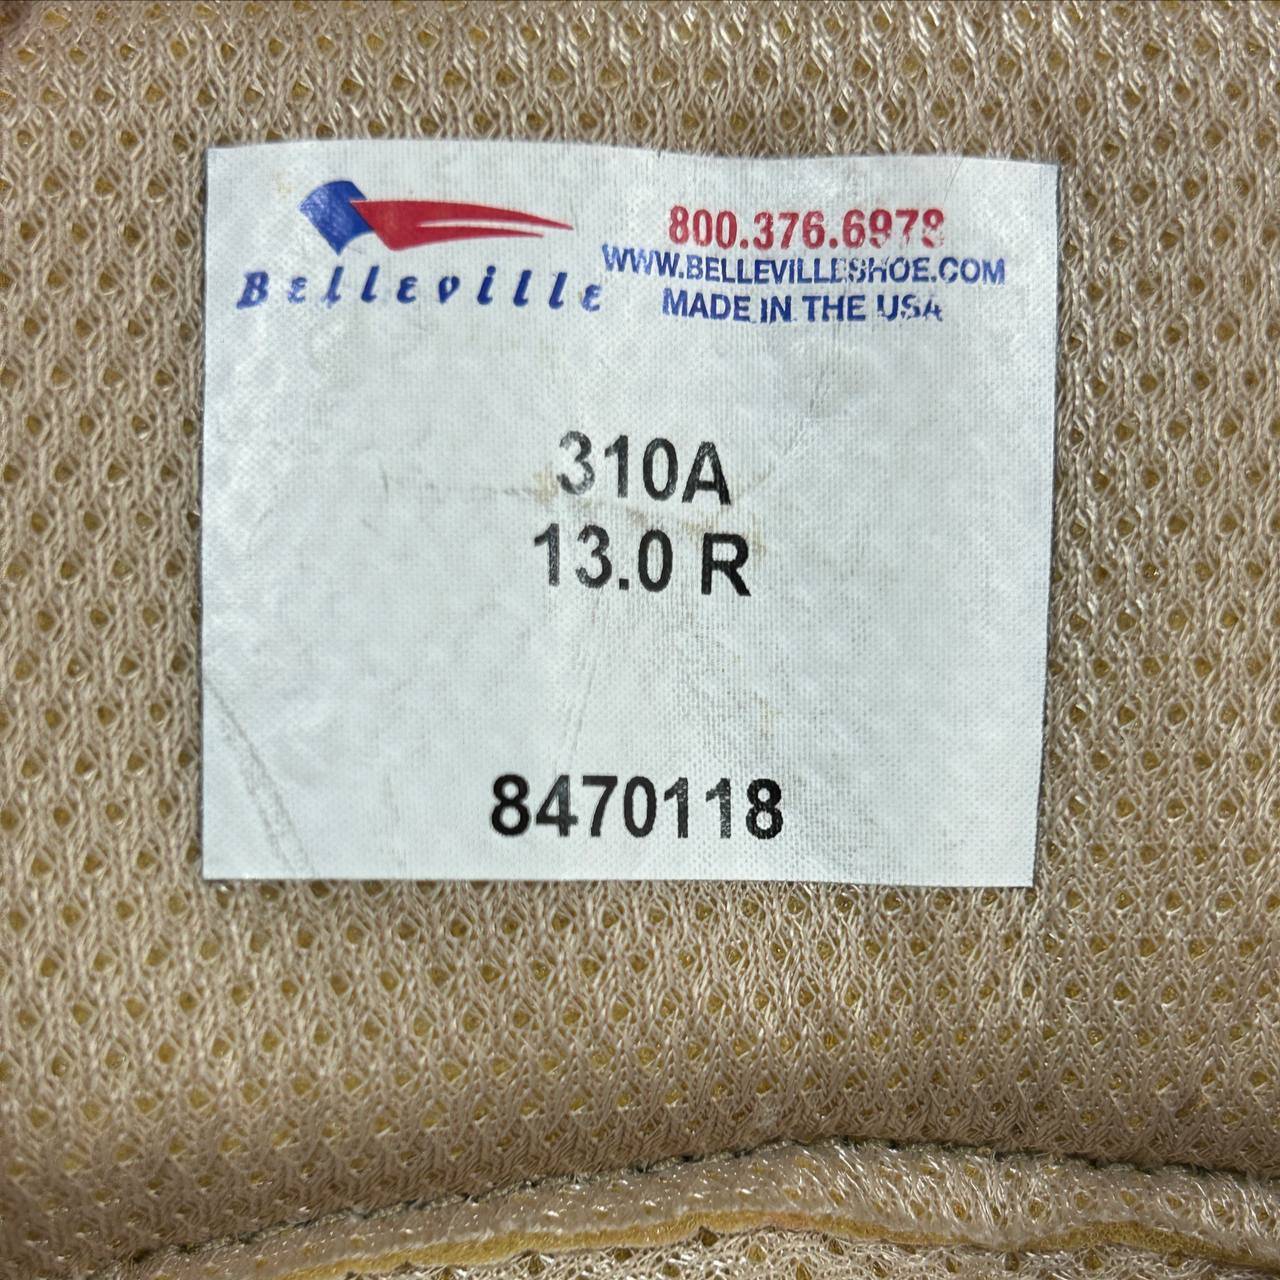 Belleville
800.376.6978
WWW.BELLEVILLESHOE.COM
MADE IN THE USA
310A
13.0 R
8470118